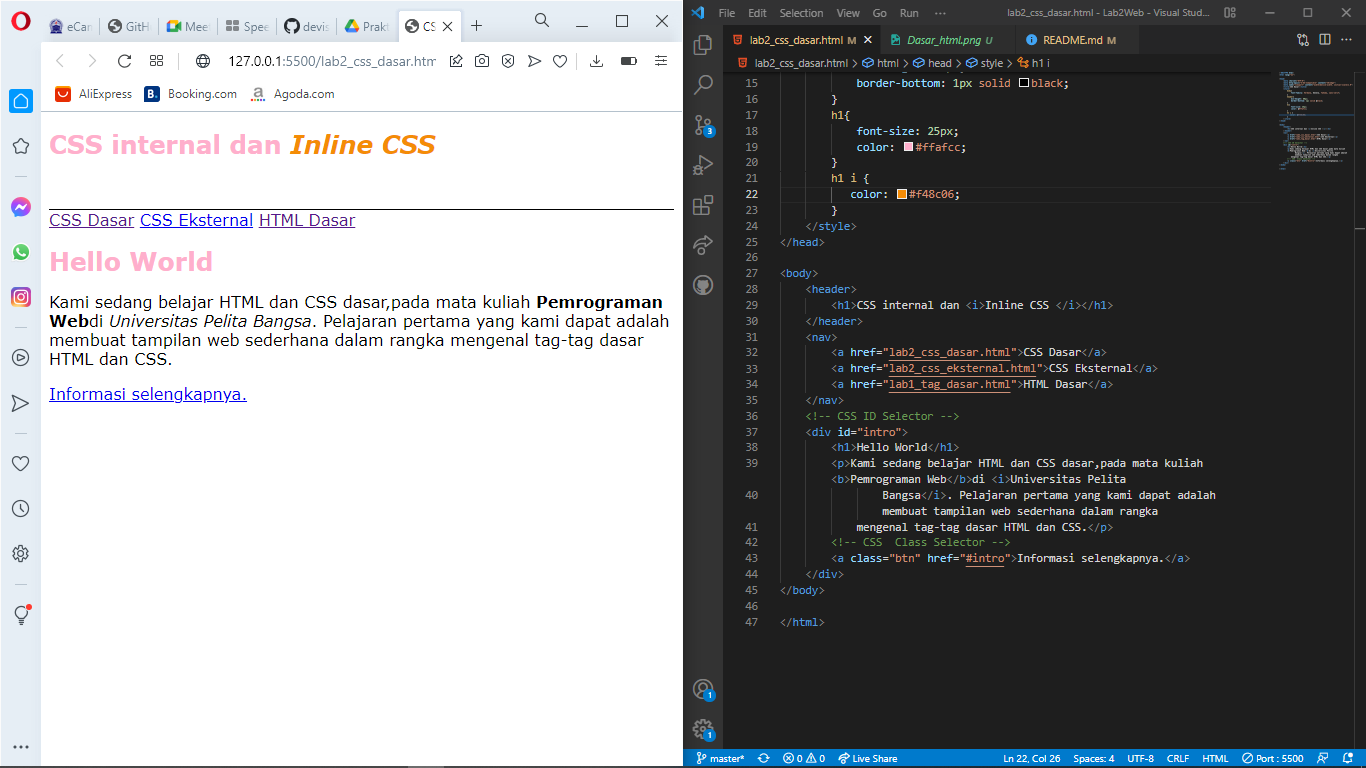 eCan
GitH
Meet
Spee
devis
Prakt
CS
127.0.0.1:5500/lab2_css_dasar.htm
AliExpress
Booking.com
Agoda.com
CSS internal dan Inline CSS
CSS Dasar CSS Eksternal HTML Dasar
Hello World
Kami sedang belajar HTML dan CSS dasar,pada mata kuliah Pemrograman
Webdi Universitas Pelita Bangsa. Pelajaran pertama yang kami dapat adalah
membuat tampilan web sederhana dalam rangka mengenal tag-tag dasar
HTML dan CSS.
Informasi selengkapnya.
File Edit Selection View Go Run ··· lab2_css_dasar.html - Lab2Web - Visual Stud...
lab2_css_dasar.html M
Dasar_html.png U
README.md M
lab2_css_dasar.html > html > head > style > h1 i
15 border-bottom: 1px solid black;
16 }
17 h1{
18 font-size: 25px;
19 color: #ffafcc;
20 }
21 h1 i {
22 color: #f48c06;
23 }
24 </style>
25 </head>
26
27 <body>
28 <header>
29 <h1>CSS internal dan <i>Inline CSS </i></h1>
30 </header>
31 <nav>
32 <a href="lab2_css_dasar.html">CSS Dasar</a>
33 <a href="lab2_css_eksternal.html">CSS Eksternal</a>
34 <a href="lab1_tag_dasar.html">HTML Dasar</a>
35 </nav>
36 <!-- CSS ID Selector -->
37 <div id="intro">
38 <h1>Hello World</h1>
39 <p>Kami sedang belajar HTML dan CSS dasar,pada mata kuliah
<b>Pemrograman Web</b>di <i>Universitas Pelita
40 Bangsa</i>. Pelajaran pertama yang kami dapat adalah
membuat tampilan web sederhana dalam rangka
41 mengenal tag-tag dasar HTML dan CSS.</p>
42 <!-- CSS  Class Selector -->
43 <a class="btn" href="#intro">Informasi selengkapnya.</a>
44 </div>
45 </body>
46
47 </html>
3
1
1
master* 0 0 Live Share Ln 22, Col 26 Spaces: 4 UTF-8 CRLF HTML Port : 5500